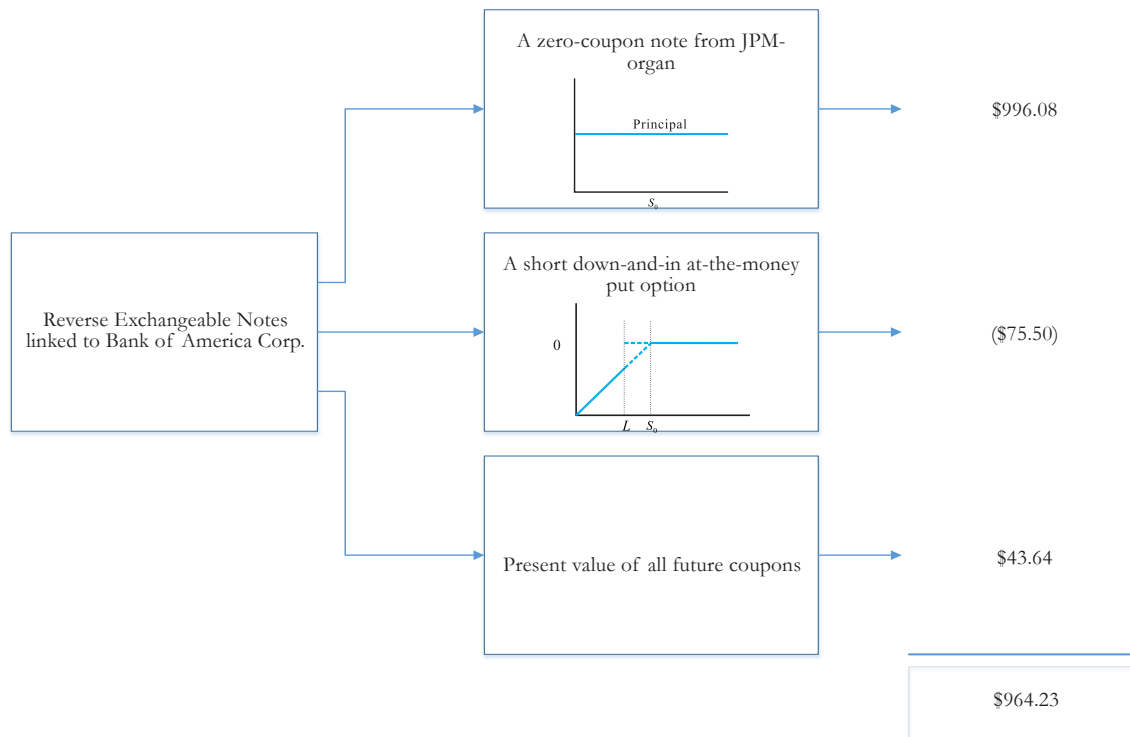 A zero-coupon note from JPM-
organ
Principal
S₀
$996.08
Reverse Exchangeable Notes
linked to Bank of America Corp.
A short down-and-in at-the-money
put option
0
L S₀
($75.50)
Present value of all future coupons
$43.64
$964.23